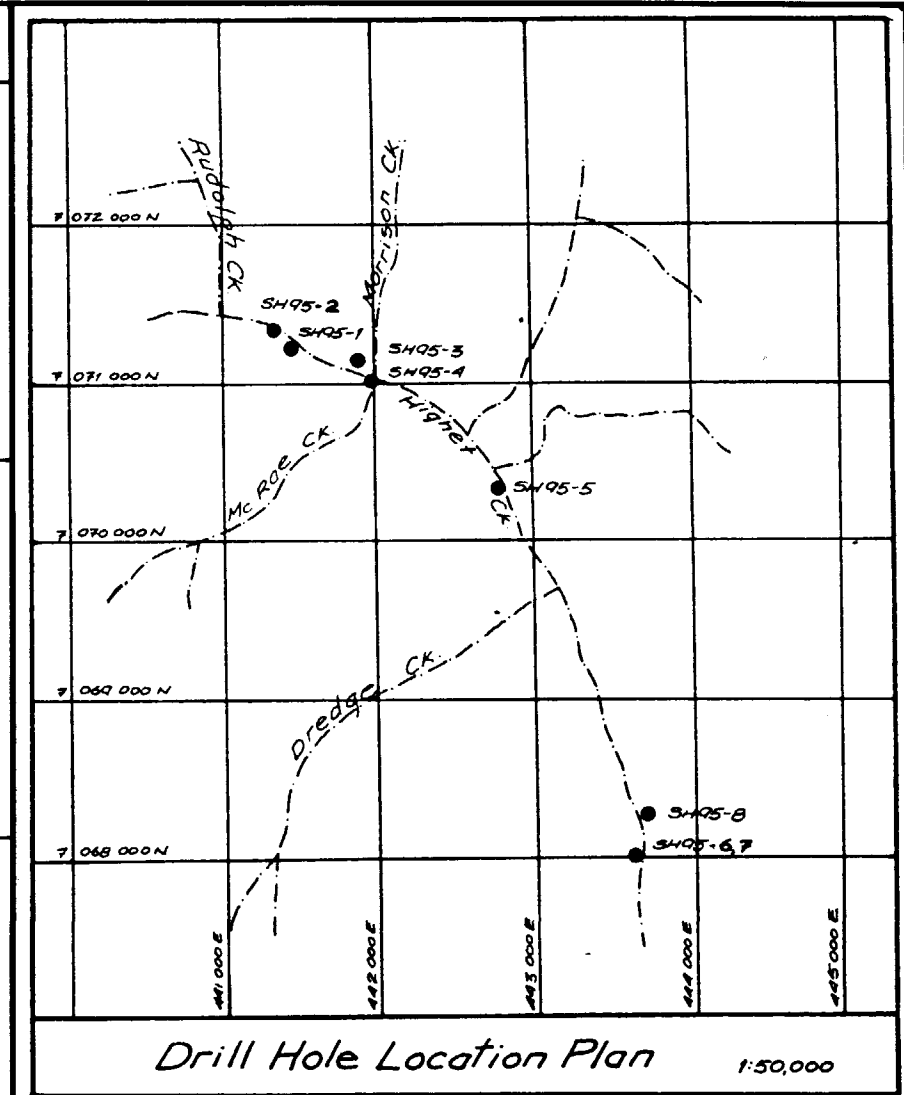 Rudolph CK
Morrison CK
7 072 000 N
SH95-2
SH95-1
SH95-3
7 071 000 N
SH95-4
Highet CK
McRae CK.
SH95-5
7 070 000 N
7 069 000 N
Dredge CK.
SH95-8
SH95-6,7
7 068 000 N
441 000 E
442 000 E
443 000 E
444 000 E
445 000 E
Drill Hole Location Plan
1:50,000